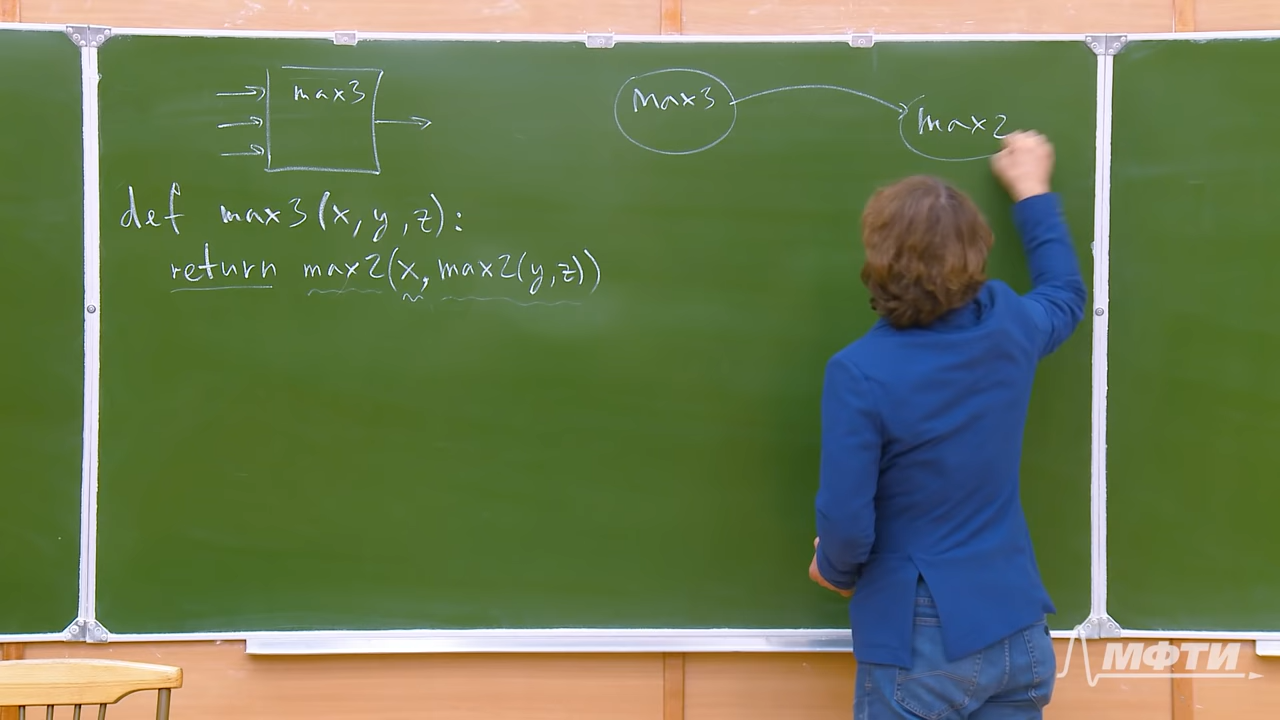 max3
max3
max2
def max3(x,y,z):
return max2(x, max2(y,z))
МФТИ